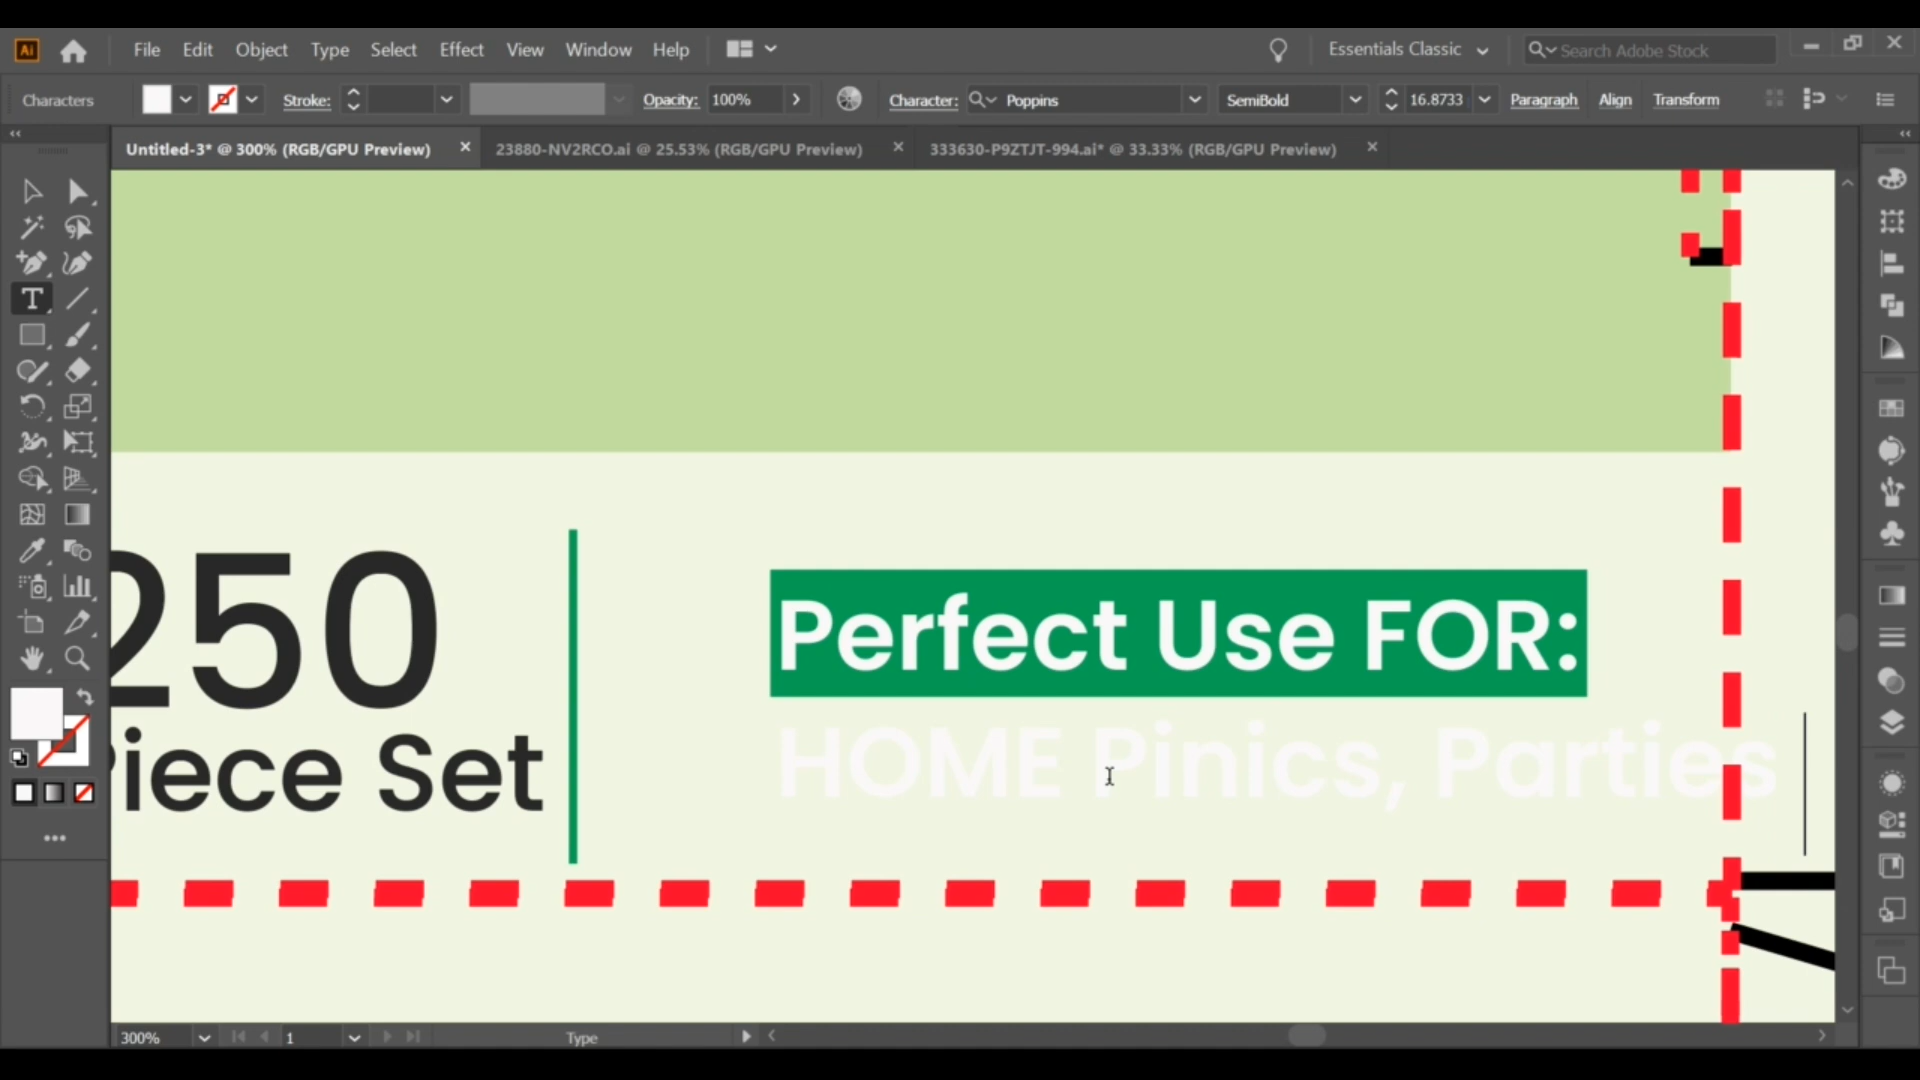 Ai File Edit Object Type Select Effect View Window Help Essentials Classic Search Adobe Stock
Characters Stroke: Opacity: 100% Character: Poppins SemiBold 16.8733 Paragraph Align Transform
Untitled-3* @ 300% (RGB/GPU Preview) 23880-NV2RCO.ai @ 25.53% (RGB/GPU Preview) 333630-P9ZTJT-994.ai* @ 33.33% (RGB/GPU Preview)
250
Piece Set
Perfect Use FOR:
HOME Pinics, Parties
300% 1 Type